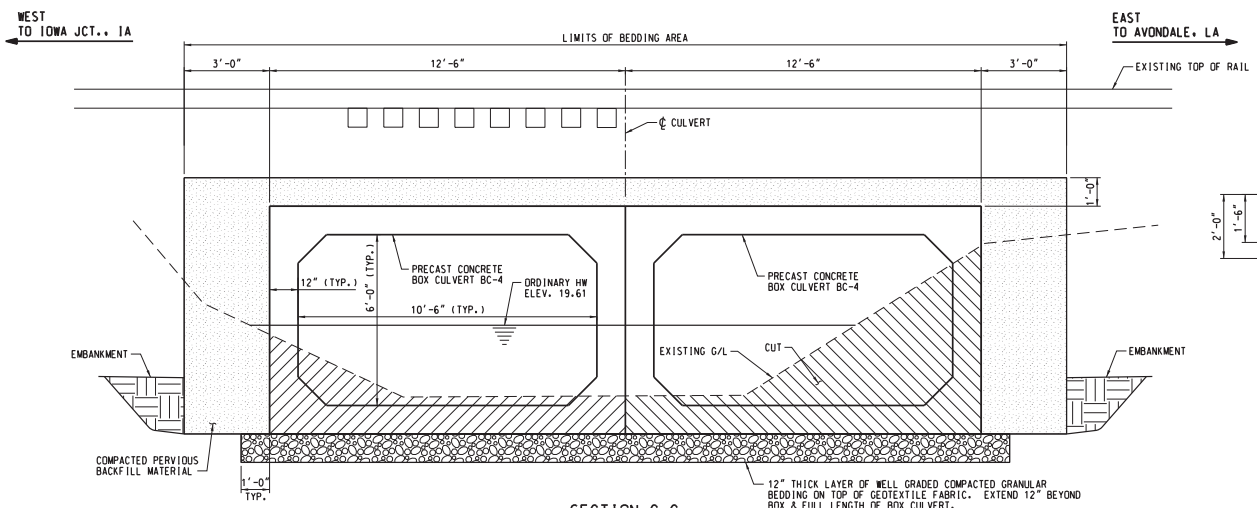 WEST
TO IOWA JCT., IA
EAST
TO AVONDALE, LA
LIMITS OF BEDDING AREA
3'-0"
12'-6"
12'-6"
3'-0"
EXISTING TOP OF RAIL
℄ CULVERT
1'-0"
2'-0"
1'-6"
PRECAST CONCRETE
BOX CULVERT BC-4
PRECAST CONCRETE
BOX CULVERT BC-4
12" (TYP.)
6'-0" (TYP.)
ORDINARY HW
ELEV. 19.61
10'-6" (TYP.)
EMBANKMENT
EXISTING G/L
CUT
EMBANKMENT
COMPACTED PERVIOUS
BACKFILL MATERIAL
1'-0"
TYP.
12" THICK LAYER OF WELL GRADED COMPACTED GRANULAR
BEDDING ON TOP OF GEOTEXTILE FABRIC. EXTEND 12" BEYOND
BOX & FULL LENGTH OF BOX CULVERT.
SECTION